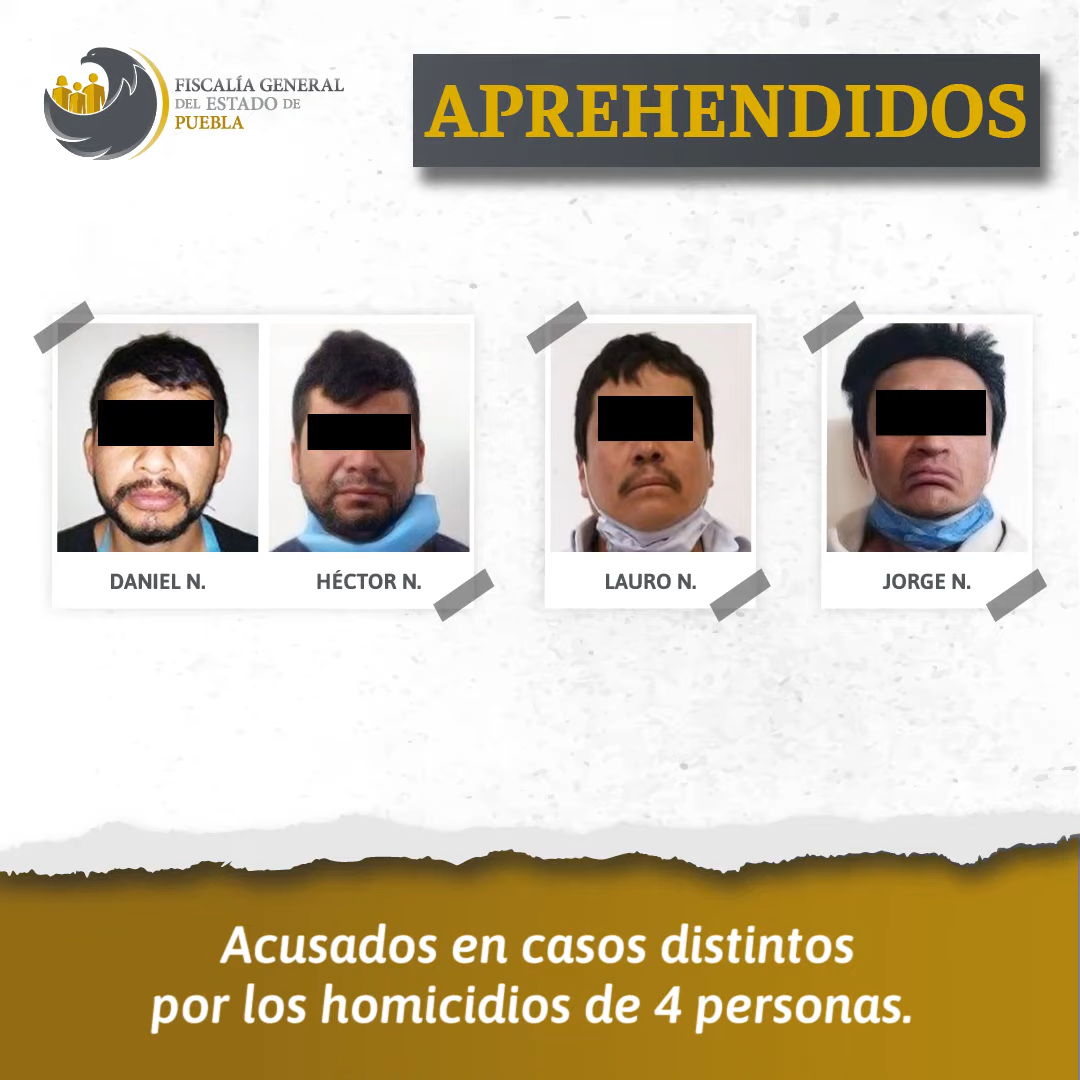 FISCALÍA GENERAL
DEL ESTADO DE
PUEBLA
APREHENDIDOS
DANIEL N.
HÉCTOR N.
LAURO N.
JORGE N.
Acusados en casos distintos
por los homicidios de 4 personas.